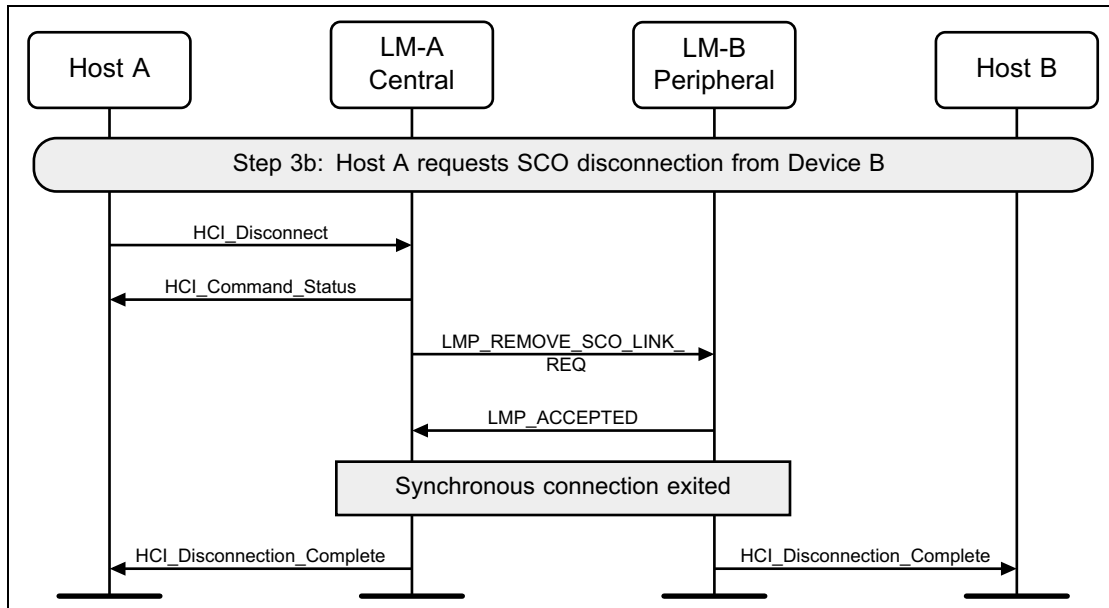 Host A
LM-A
Central
LM-B
Peripheral
Host B
Step 3b: Host A requests SCO disconnection from Device B
HCI_Disconnect
HCI_Command_Status
LMP_REMOVE_SCO_LINK_
REQ
LMP_ACCEPTED
Synchronous connection exited
HCI_Disconnection_Complete
HCI_Disconnection_Complete